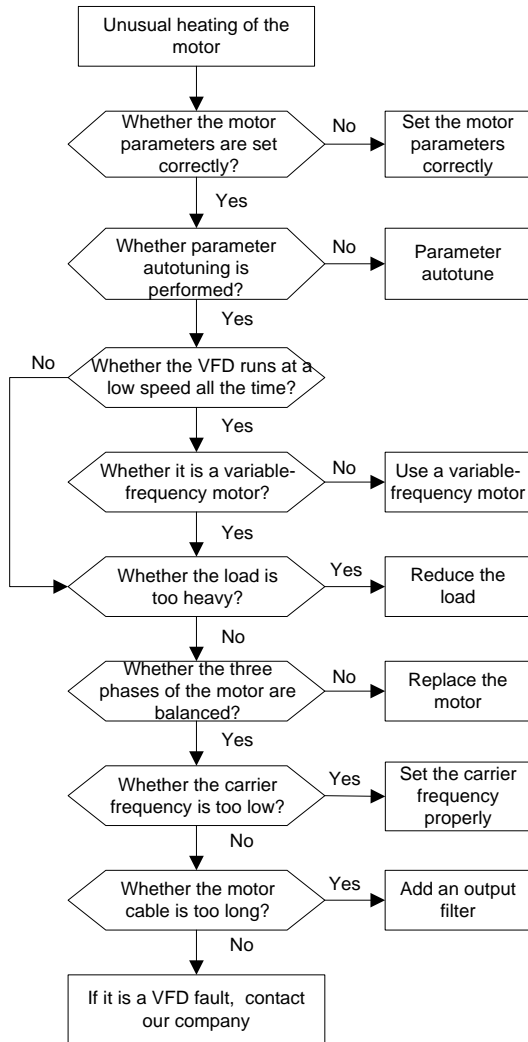 Unusual heating of the
motor
Whether the motor
parameters are set
correctly?
No
Set the motor
parameters
correctly
Yes
Whether parameter
autotuning is
performed?
No
Parameter
autotune
Yes
No
Whether the VFD runs at a
low speed all the time?
Yes
Whether it is a variable-
frequency motor?
No
Use a variable-
frequency motor
Yes
Whether the load is
too heavy?
Yes
Reduce the
load
No
Whether the three
phases of the motor are
balanced?
No
Replace the
motor
Yes
Whether the carrier
frequency is too low?
Yes
Set the carrier
frequency
properly
No
Whether the motor
cable is too long?
Yes
Add an output
filter
No
If it is a VFD fault, contact
our company